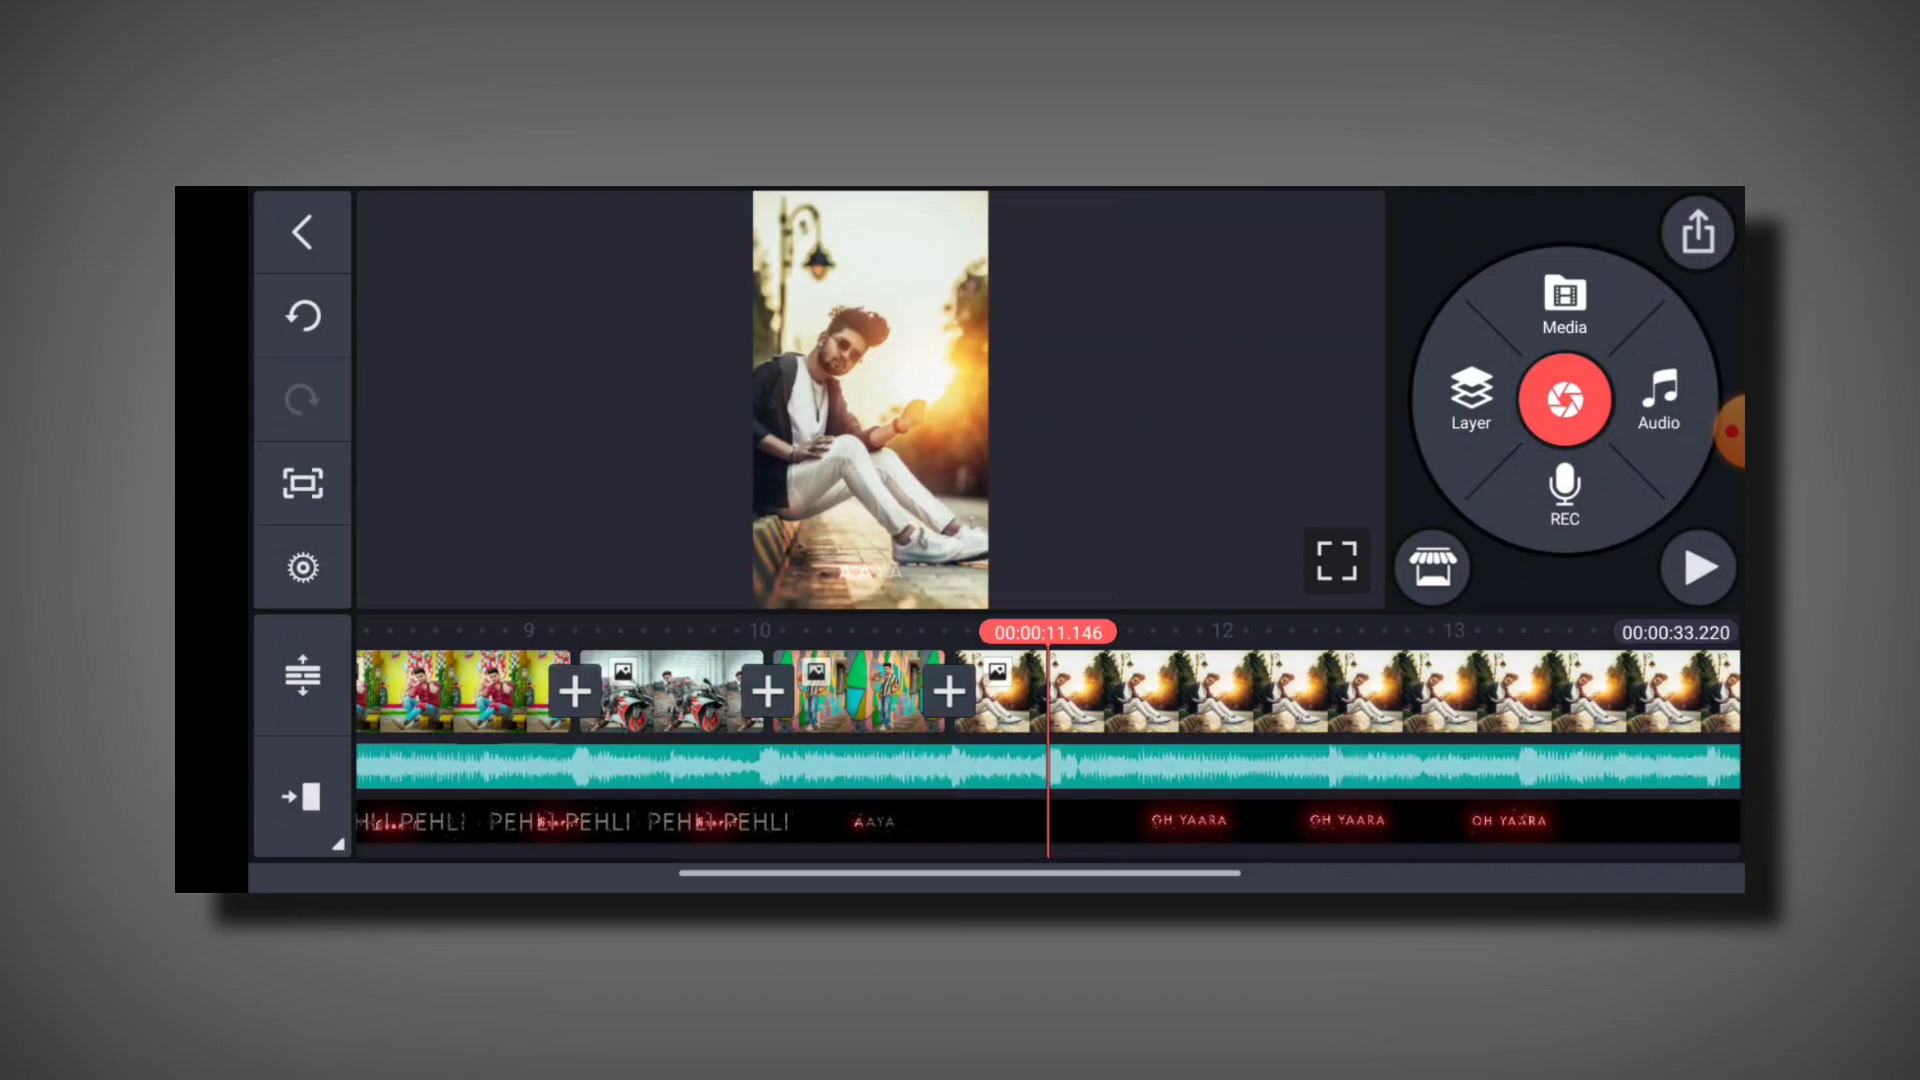 Media
Layer
Audio
REC
AAYA
9
10
00:00:11.146
12
13
00:00:33.220
PEHLI
PEHLI PEHLI
PEHLI PEHLI
AAYA
OH YAARA
OH YAARA
OH YAARA